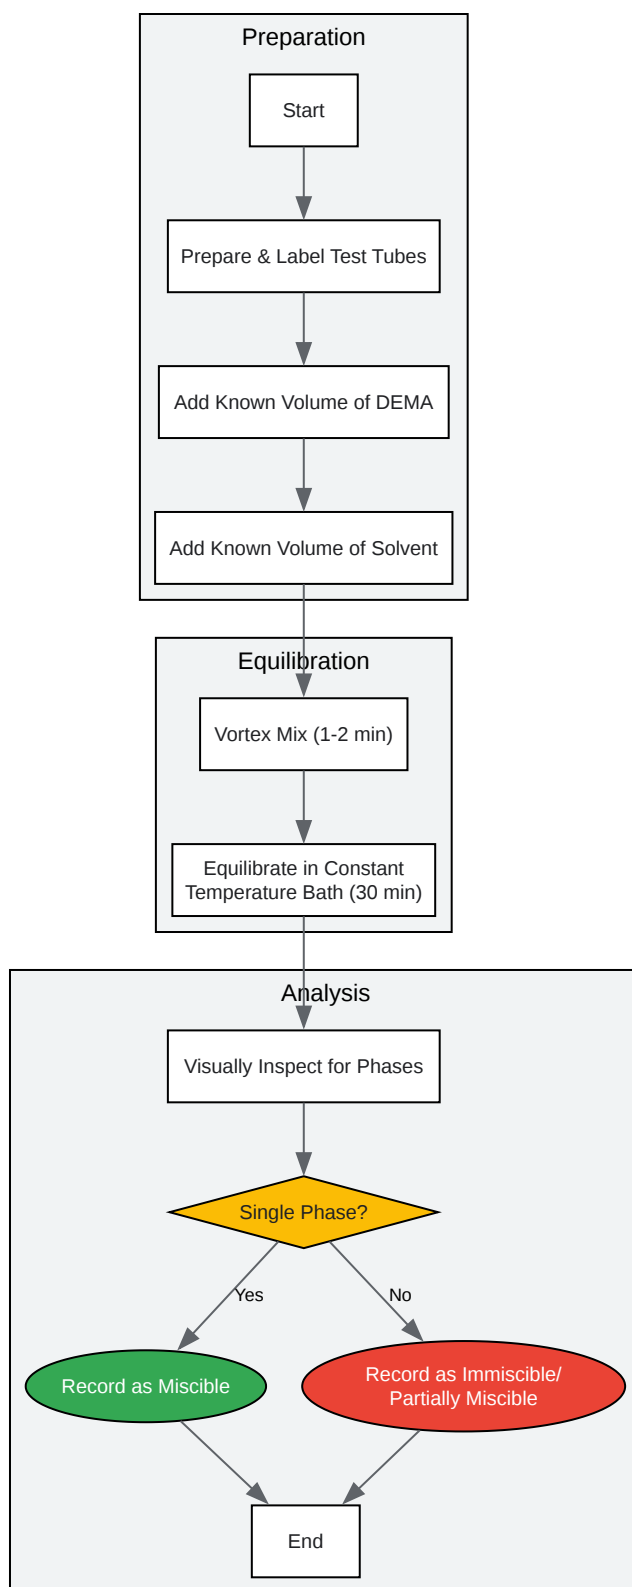 Preparation
Start
Prepare & Label Test Tubes
Add Known Volume of DEMA
Add Known Volume of Solvent
Equilibration
Vortex Mix (1-2 min)
Equilibrate in Constant
Temperature Bath (30 min)
Analysis
Visually Inspect for Phases
Single Phase?
Yes
No
Record as Miscible
Record as Immiscible/
Partially Miscible
End